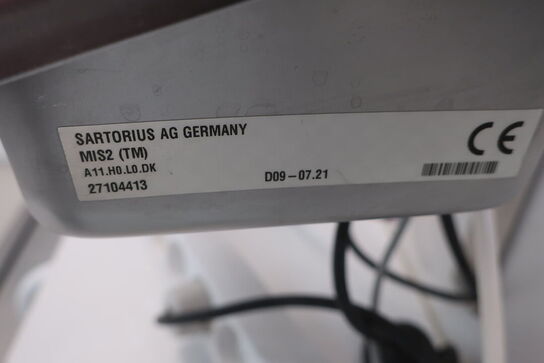 SARTORIUS AG GERMANY
MIS2 (TM)
A11.H0.L0.DK
27104413
D09-07.21
CE